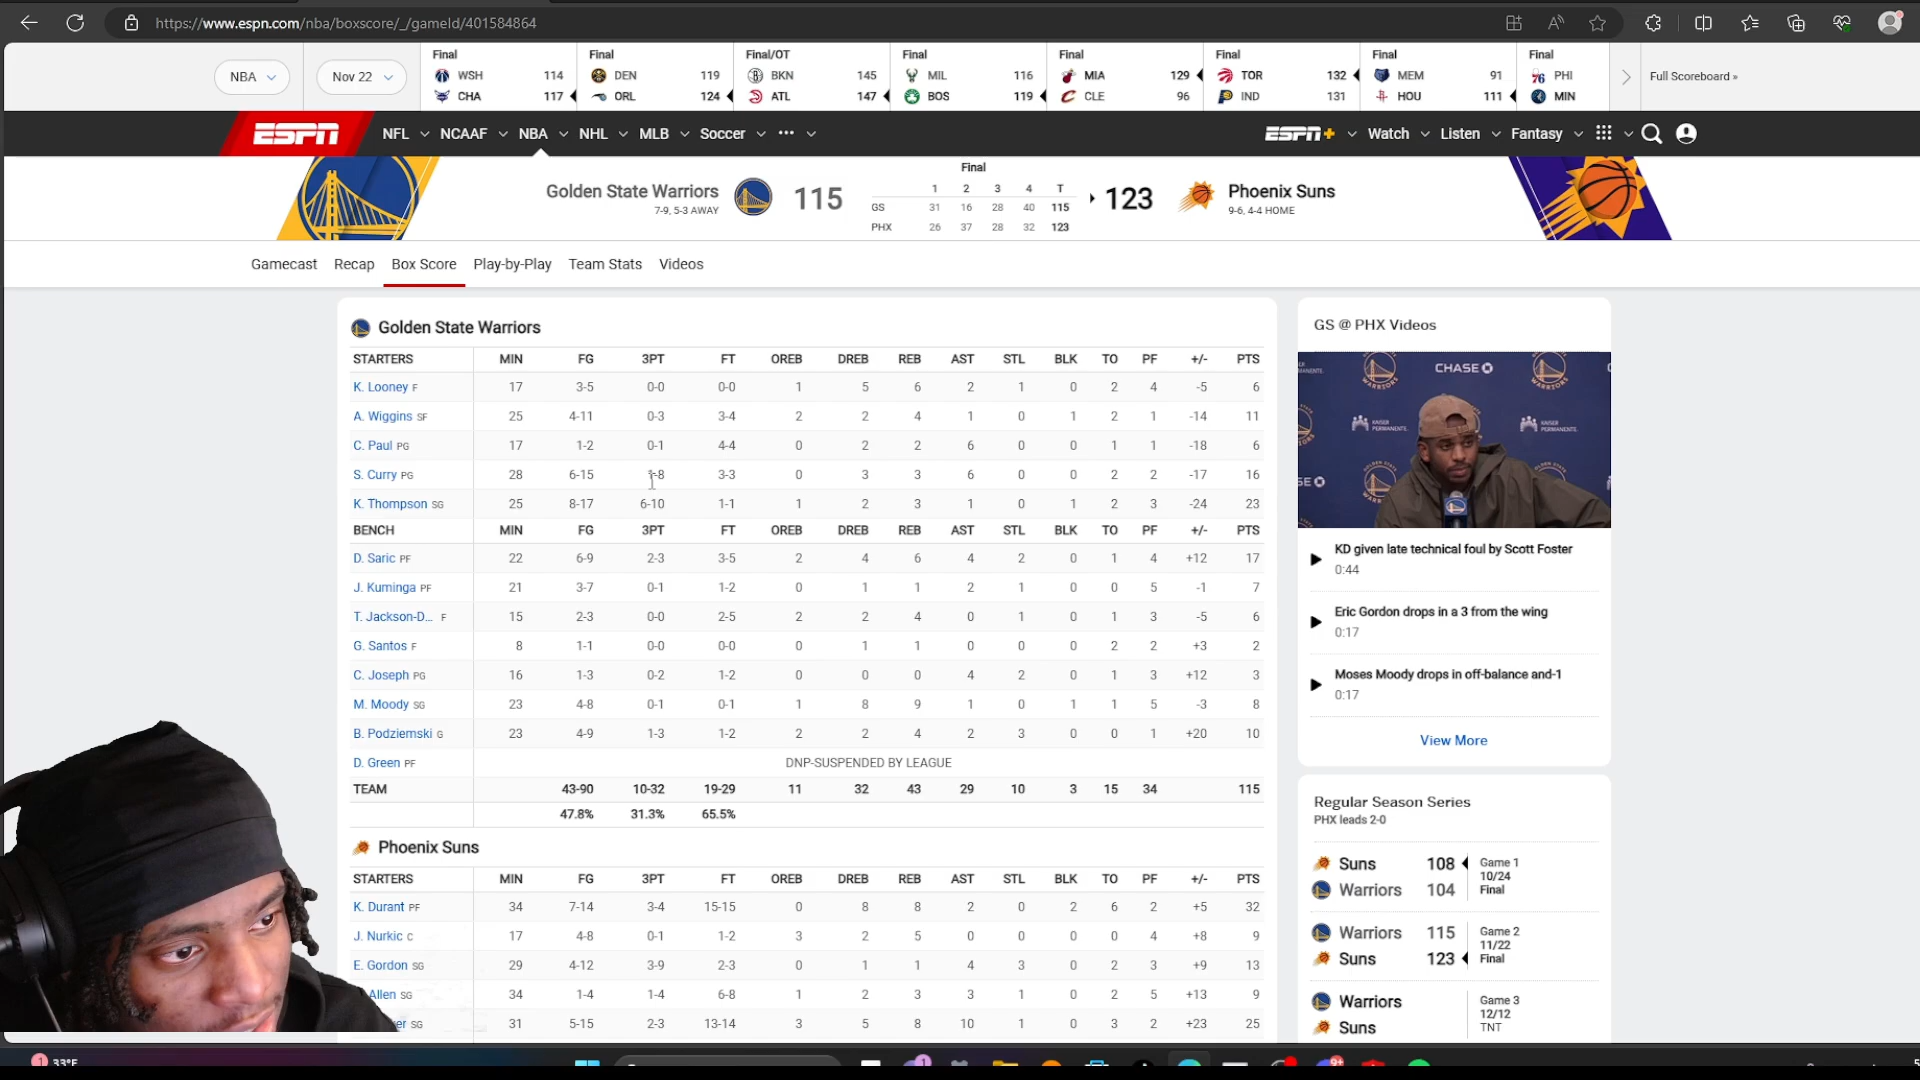 https://www.espn.com/nba/boxscore/_/gameId/401584864
NBA
Nov 22
Final
WSH 114
CHA 117
Final
DEN 119
ORL 124
Final/OT
BKN 145
ATL 147
Final
MIL 116
BOS 119
Final
MIA 129
CLE 96
Final
TOR 132
IND 131
Final
MEM 91
HOU 111
Final
PHI
MIN
Full Scoreboard »
ESPN NFL NCAAF NBA NHL MLB Soccer ••• ESPN+ Watch Listen Fantasy
Golden State Warriors
7-9, 5-3 AWAY
115
Final
1 2 3 4 T
GS 31 16 28 40 115
PHX 26 37 28 32 123
123
Phoenix Suns
9-6, 4-4 HOME
Gamecast Recap Box Score Play-by-Play Team Stats Videos
Golden State Warriors
STARTERS MIN FG 3PT FT OREB DREB REB AST STL BLK TO PF +/- PTS
K. Looney F 17 3-5 0-0 0-0 1 5 6 2 1 0 2 4 -5 6
A. Wiggins SF 25 4-11 0-3 3-4 2 2 4 1 0 1 2 1 -14 11
C. Paul PG 17 1-2 0-1 4-4 0 2 2 6 0 0 1 1 -18 6
S. Curry PG 28 6-15 1-8 3-3 0 3 3 6 0 0 2 2 -17 16
K. Thompson SG 25 8-17 6-10 1-1 1 2 3 1 0 1 2 3 -24 23
BENCH MIN FG 3PT FT OREB DREB REB AST STL BLK TO PF +/- PTS
D. Saric PF 22 6-9 2-3 3-5 2 4 6 4 2 0 1 4 +12 17
J. Kuminga PF 21 3-7 0-1 1-2 0 1 1 2 1 0 0 5 -1 7
T. Jackson-D... F 15 2-3 0-0 2-5 2 2 4 0 1 0 1 3 -5 6
G. Santos F 8 1-1 0-0 0-0 0 1 1 0 0 0 2 2 +3 2
C. Joseph PG 16 1-3 0-2 1-2 0 0 0 4 2 0 1 3 +12 3
M. Moody SG 23 4-8 0-1 0-1 1 8 9 1 0 1 1 5 -3 8
B. Podziemski G 23 4-9 1-3 1-2 2 2 4 2 3 0 0 1 +20 10
D. Green PF DNP-SUSPENDED BY LEAGUE
TEAM 43-90 10-32 19-29 11 32 43 29 10 3 15 34 115
47.8% 31.3% 65.5%
Phoenix Suns
STARTERS MIN FG 3PT FT OREB DREB REB AST STL BLK TO PF +/- PTS
K. Durant PF 34 7-14 3-4 15-15 0 8 8 2 0 2 6 2 +5 32
J. Nurkic C 17 4-8 0-1 1-2 3 2 5 0 0 0 0 4 +8 9
E. Gordon SG 29 4-12 3-9 2-3 0 1 1 4 3 0 2 3 +9 13
Allen SG 34 1-4 1-4 6-8 1 2 3 3 1 0 2 5 +13 9
er SG 31 5-15 2-3 13-14 3 5 8 10 1 0 3 2 +23 25
GS @ PHX Videos
CHASE
KAISER PERMANENTE.
KAISER PERMANENTE.
SE
KD given late technical foul by Scott Foster
0:44
Eric Gordon drops in a 3 from the wing
0:17
Moses Moody drops in off-balance and-1
0:17
View More
Regular Season Series
PHX leads 2-0
Suns 108 Game 1
10/24
Warriors 104 Final
Warriors 115 Game 2
11/22
Suns 123 Final
Warriors Game 3
12/12
Suns TNT
33°F